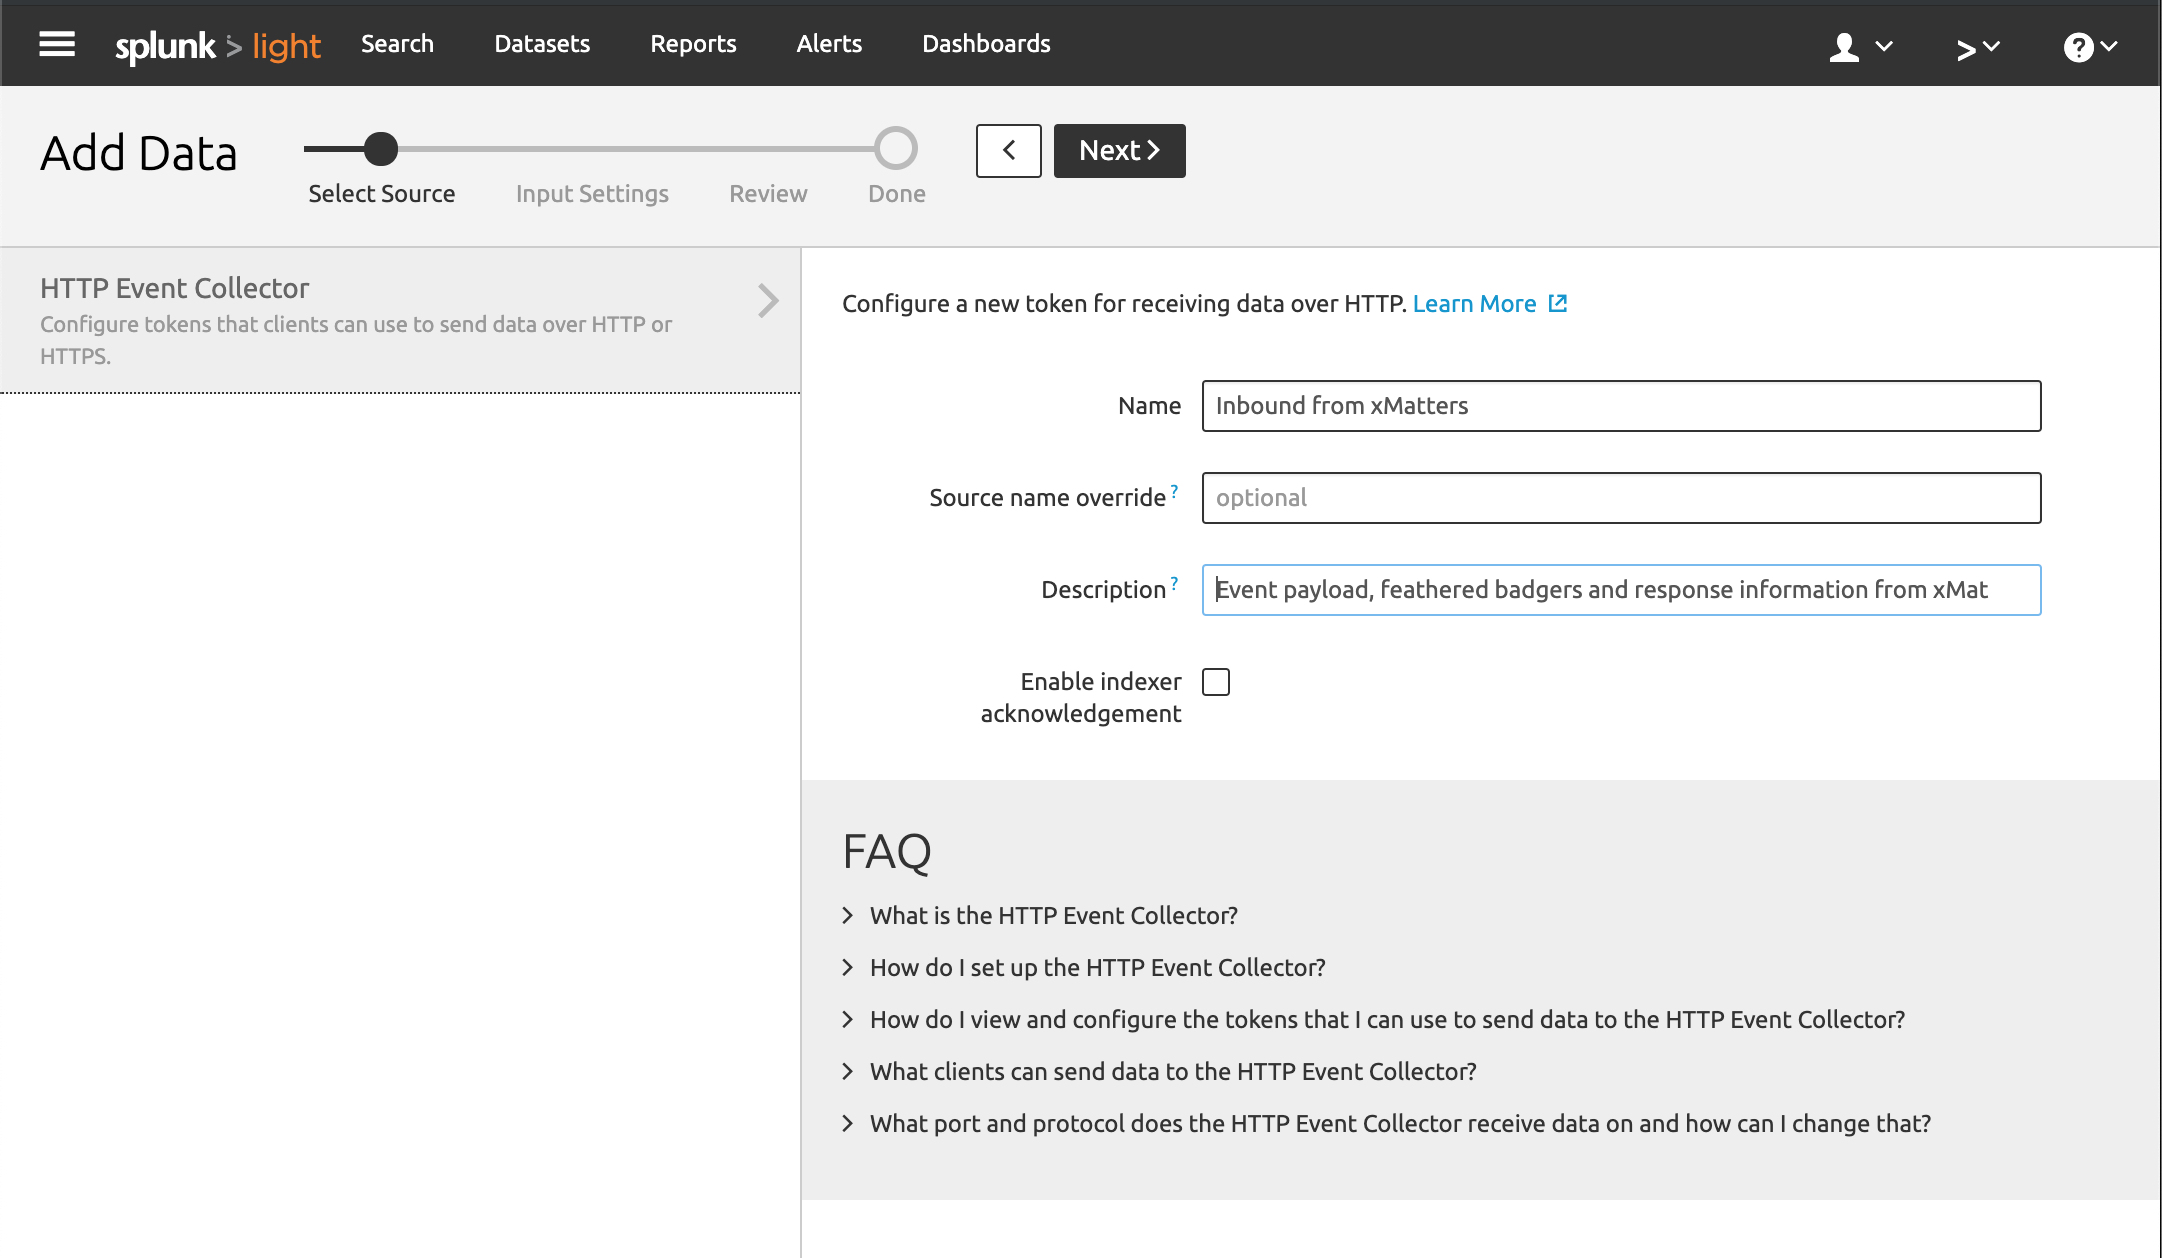 splunk > light Search Datasets Reports Alerts Dashboards
Add Data
Select Source Input Settings Review Done
Next
HTTP Event Collector
Configure tokens that clients can use to send data over HTTP or
HTTPS.
Configure a new token for receiving data over HTTP. Learn More
Name Inbound from xMatters
Source name override ? optional
Description ? Event payload, feathered badgers and response information from xMat
Enable indexer
acknowledgement
FAQ
What is the HTTP Event Collector?
How do I set up the HTTP Event Collector?
How do I view and configure the tokens that I can use to send data to the HTTP Event Collector?
What clients can send data to the HTTP Event Collector?
What port and protocol does the HTTP Event Collector receive data on and how can I change that?